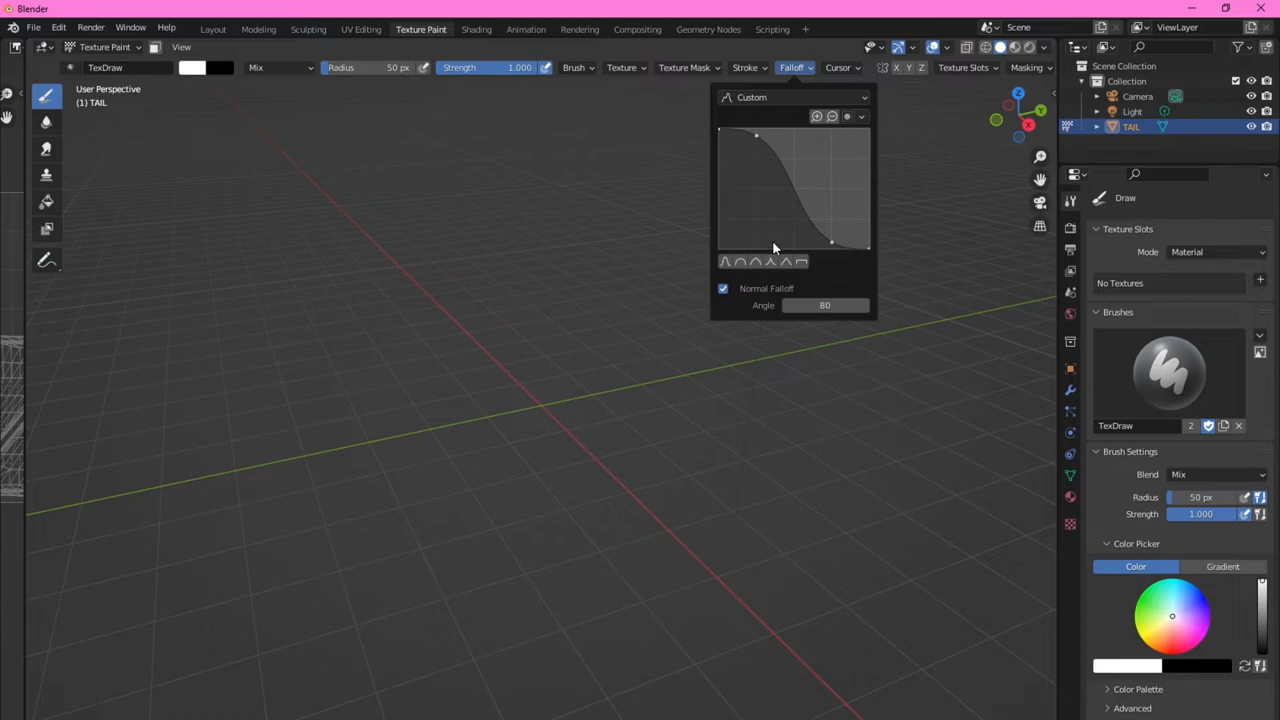 Blender
File Edit Render Window Help Layout Modeling Sculpting UV Editing Texture Paint Shading Animation Rendering Compositing Geometry Nodes Scripting + Scene ViewLayer
Texture Paint View
TexDraw Mix Radius 50 px Strength 1.000 Brush Texture Texture Mask Stroke Falloff Cursor X Y Z Texture Slots Masking
User Perspective
(1) TAIL
Custom
Normal Falloff
Angle 80
Z
Y
X
Scene Collection
Collection
Camera
Light
TAIL
Draw
Texture Slots
Mode Material
No Textures
Brushes
TexDraw 2
Brush Settings
Blend Mix
Radius 50 px
Strength 1.000
Color Picker
Color Gradient
Color Palette
Advanced